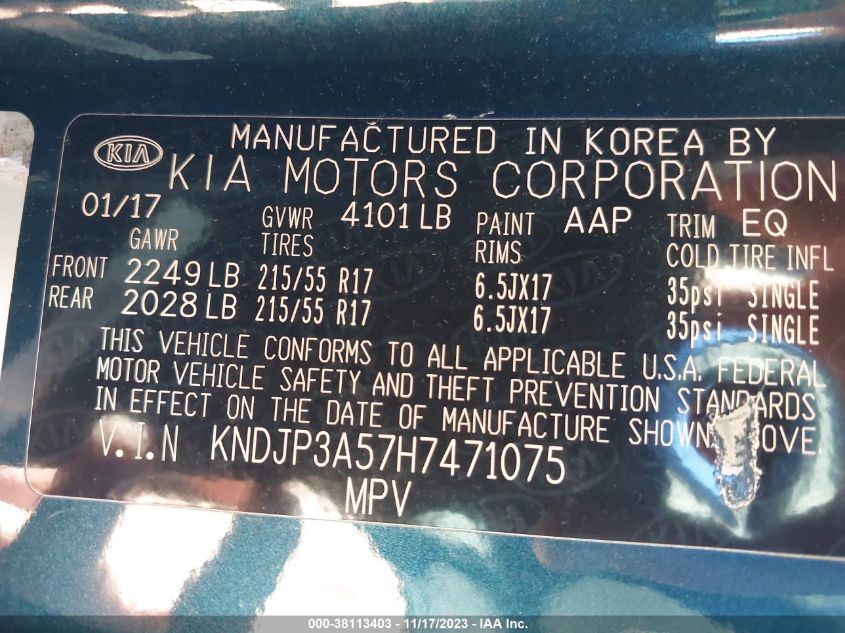 MANUFACTURED IN KOREA BY
KIA KIA MOTORS CORPORATION
01/17 GVWR 4101 LB PAINT AAP TRIM EQ
GAWR TIRES RIMS COLD TIRE INFL
FRONT 2249 LB 215/55 R17 6.5JX17 35psi SINGLE
REAR 2028 LB 215/55 R17 6.5JX17 35psi SINGLE
THIS VEHICLE CONFORMS TO ALL APPLICABLE U.S.A. FEDERAL
MOTOR VEHICLE SAFETY AND THEFT PREVENTION STANDARDS
IN EFFECT ON THE DATE OF MANUFACTURE SHOWN
V.I.N KNDJP3A57H7471075
MPV
000-38113403 - 11/17/2023 - IAA Inc.